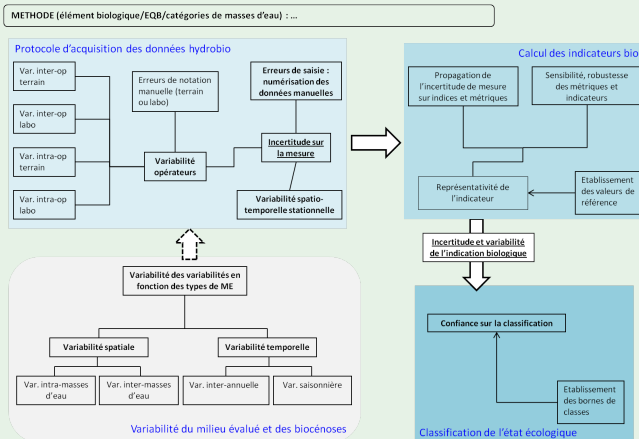 METHODE (élément biologique/EQB/catégories de masses d'eau) : ...
Protocole d'acquisition des données hydrobio
Var. inter-op
terrain
Var. inter-op
labo
Var. intra-op
terrain
Var. intra-op
labo
Erreurs de notation
manuelle (terrain
ou labo)
Variabilité
opérateurs
Erreurs de saisie :
numérisation des
données manuelles
Incertitude sur
la mesure
Variabilité spatio-
temporelle stationnelle
Calcul des indicateurs bio
Propagation de
l'incertitude de mesure
sur indices et métriques
Sensibilité, robustesse
des métriques et
indicateurs
Représentativité de
l'indicateur
Etablissement
des valeurs de
référence
Incertitude et variabilité
de l'indication biologique
Variabilité des variabilités en
fonction des types de ME
Variabilité spatiale
Variabilité temporelle
Var. intra-masses
d'eau
Var. inter-masses
d'eau
Var. inter-annuelle
Var. saisonnière
Variabilité du milieu évalué et des biocénoses
Confiance sur la classification
Etablissement
des bornes de
classes
Classification de l'état écologique